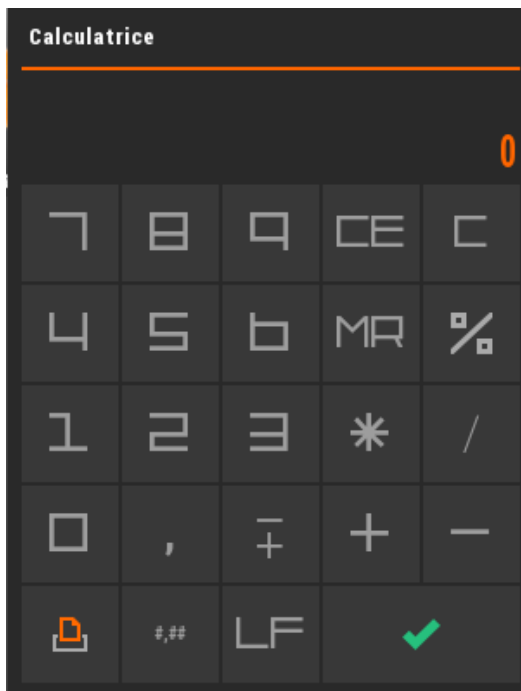 Calculatrice
0
7 8 9 CE C
4 5 6 MR %
1 2 3 * /
0 , ∓ + −
#,## LF